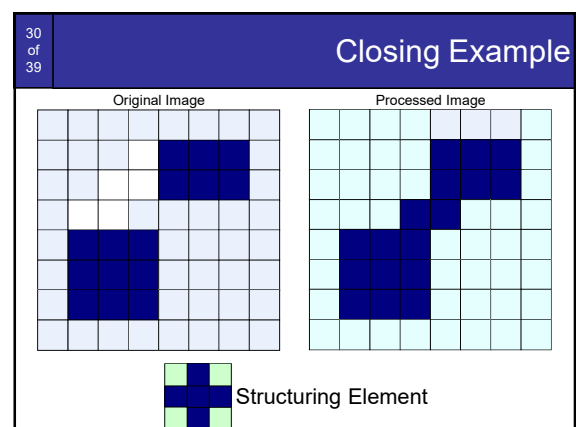 30
of
39
Closing Example
Original Image
Processed Image
Structuring Element